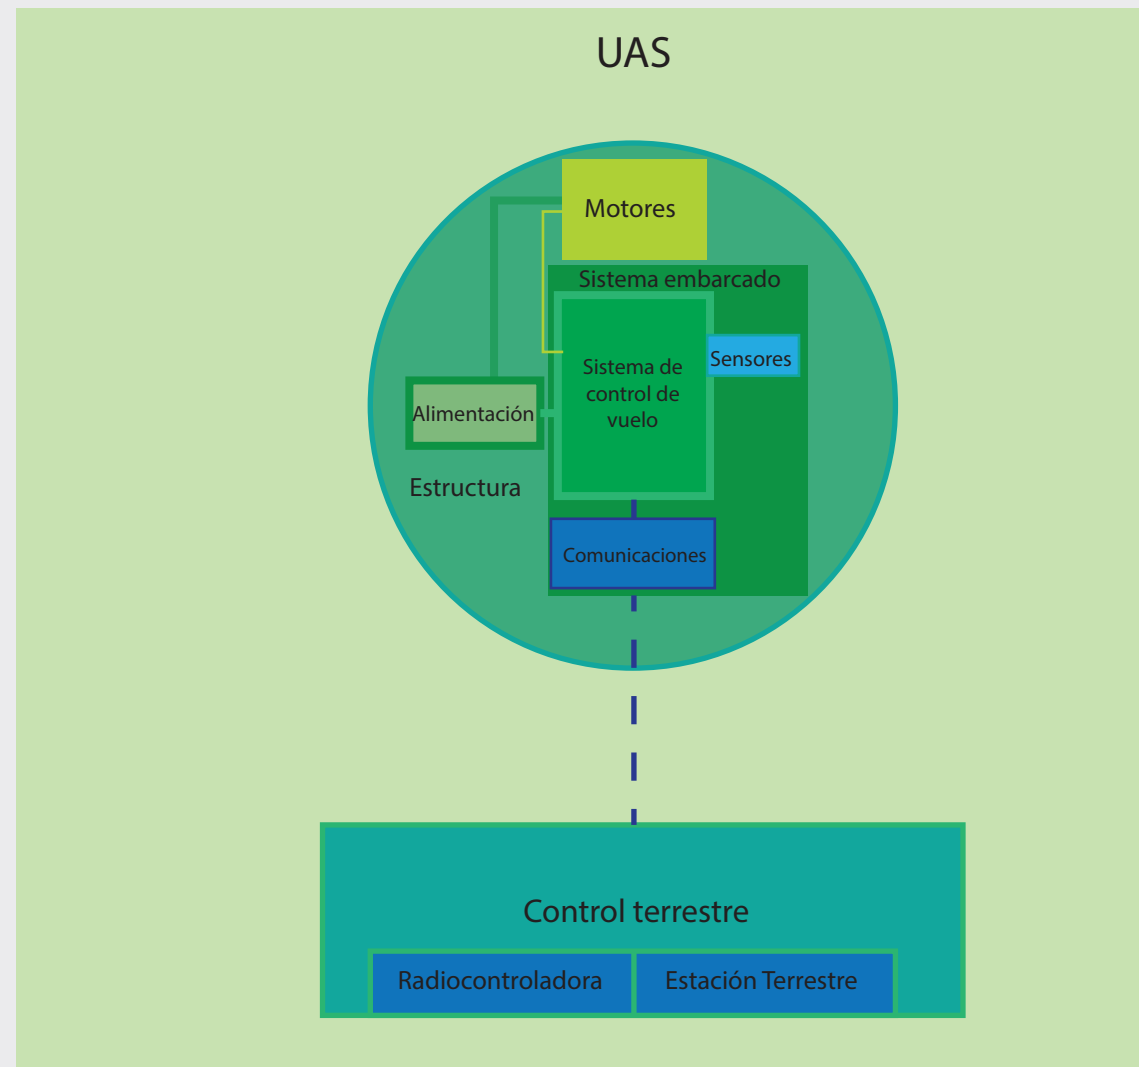 UAS
Motores
Sistema embarcado
Sistema de
control de
vuelo
Sensores
Alimentación
Estructura
Comunicaciones
Control terrestre
Radiocontroladora
Estación Terrestre